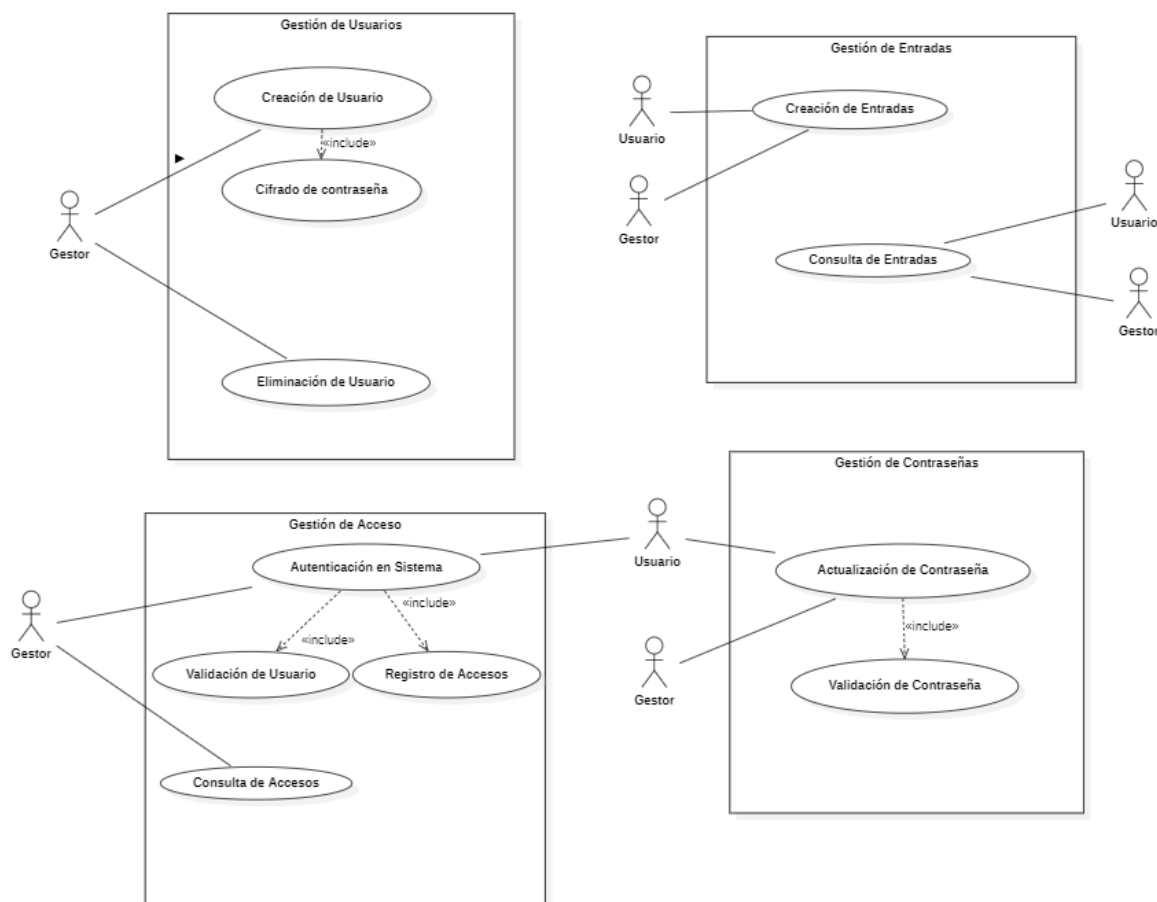 Gestión de Usuarios
Creación de Usuario
«include»
Cifrado de contraseña
Gestor
Eliminación de Usuario
Gestión de Entradas
Usuario
Creación de Entradas
Gestor
Consulta de Entradas
Usuario
Gestor
Gestión de Acceso
Autenticación en Sistema
«include»
«include»
Validación de Usuario
Registro de Accesos
Gestor
Consulta de Accesos
Gestión de Contraseñas
Usuario
Actualización de Contraseña
«include»
Gestor
Validación de Contraseña